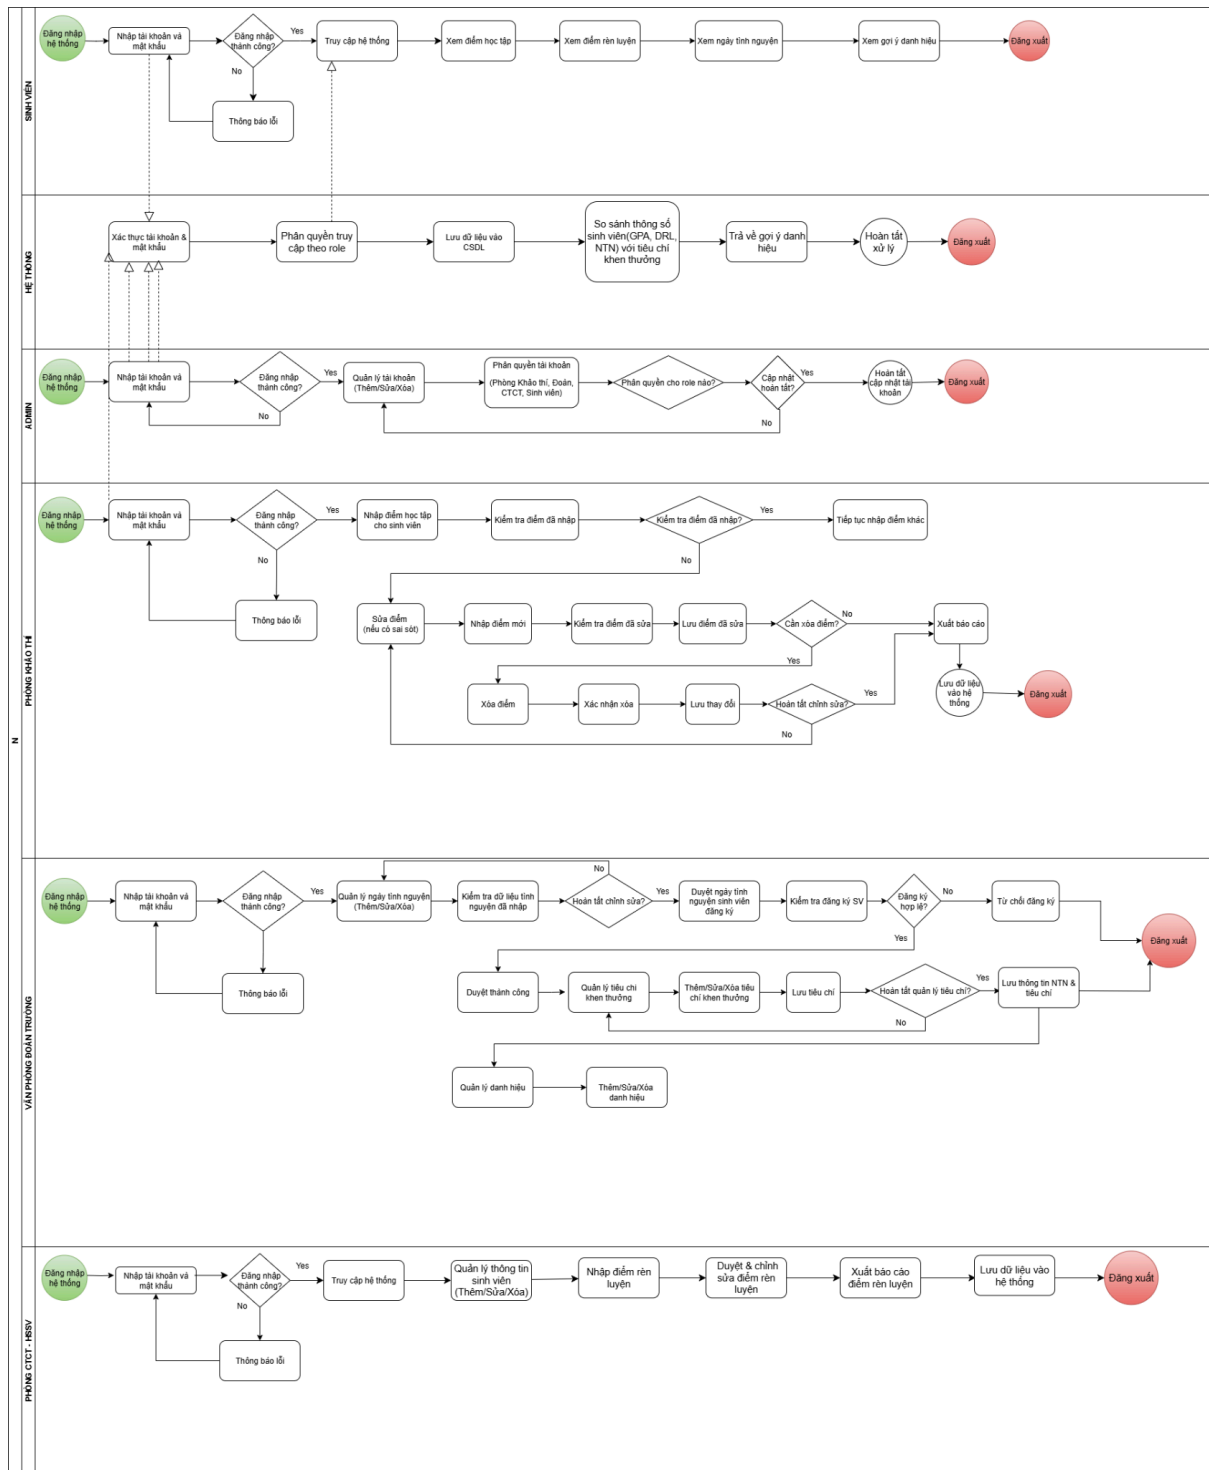 N
SINH VIÊN
Đăng nhập
hệ thống
Nhập tài khoản và
mật khẩu
Đăng nhập
thành công?
Yes
No
Thông báo lỗi
Truy cập hệ thống
Xem điểm học tập
Xem điểm rèn luyện
Xem ngày tình nguyện
Xem gợi ý danh hiệu
Đăng xuất
HỆ THỐNG
Xác thực tài khoản &
mật khẩu
Phân quyền truy
cập theo role
Lưu dữ liệu vào
CSDL
So sánh thông số
sinh viên(GPA, DRL,
NTN) với tiêu chí
khen thưởng
Trả về gợi ý danh
hiệu
Hoàn tất
xử lý
Đăng xuất
ADMIN
Đăng nhập
hệ thống
Nhập tài khoản và
mật khẩu
Đăng nhập
thành công?
Yes
No
Quản lý tài khoản
(Thêm/Sửa/Xóa)
Phân quyền tài khoản
(Phòng Khảo thí, Đoàn,
CTCT, Sinh viên)
Phân quyền cho role nào?
Cập nhật
hoàn tất?
Yes
No
Hoàn tất
cập nhật tài
khoản
Đăng xuất
PHÒNG KHẢO THÍ
Đăng nhập
hệ thống
Nhập tài khoản và
mật khẩu
Đăng nhập
thành công?
Yes
No
Thông báo lỗi
Nhập điểm học tập
cho sinh viên
Kiểm tra điểm đã nhập
Kiểm tra điểm đã nhập?
Yes
No
Tiếp tục nhập điểm khác
Sửa điểm
(nếu có sai sót)
Nhập điểm mới
Kiểm tra điểm đã sửa
Lưu điểm đã sửa
Cần xóa điểm?
No
Yes
Xuất báo cáo
Xóa điểm
Xác nhận xóa
Lưu thay đổi
Hoàn tất chỉnh sửa?
Yes
No
Lưu dữ liệu
vào hệ
thống
Đăng xuất
VĂN PHÒNG ĐOÀN TRƯỜNG
Đăng nhập
hệ thống
Nhập tài khoản và
mật khẩu
Đăng nhập
thành công?
Yes
No
Thông báo lỗi
Quản lý ngày tình nguyện
(Thêm/Sửa/Xóa)
Kiểm tra dữ liệu tình
nguyện đã nhập
Hoàn tất chỉnh sửa?
No
Yes
Duyệt ngày tình
nguyện sinh viên
đăng ký
Kiểm tra đăng ký SV
Đăng ký
hợp lệ?
No
Yes
Từ chối đăng ký
Đăng xuất
Duyệt thành công
Quản lý tiêu chí
khen thưởng
Thêm/Sửa/Xóa tiêu
chí khen thưởng
Lưu tiêu chí
Hoàn tất quản lý tiêu chí?
Yes
No
Lưu thông tin NTN &
tiêu chí
Quản lý danh hiệu
Thêm/Sửa/Xóa
danh hiệu
PHÒNG CTCT - HSSV
Đăng nhập
hệ thống
Nhập tài khoản và
mật khẩu
Đăng nhập
thành công?
Yes
No
Thông báo lỗi
Truy cập hệ thống
Quản lý thông tin
sinh viên
(Thêm/Sửa/Xóa)
Nhập điểm rèn
luyện
Duyệt & chỉnh
sửa điểm rèn
luyện
Xuất báo cáo
điểm rèn luyện
Lưu dữ liệu vào
hệ thống
Đăng xuất